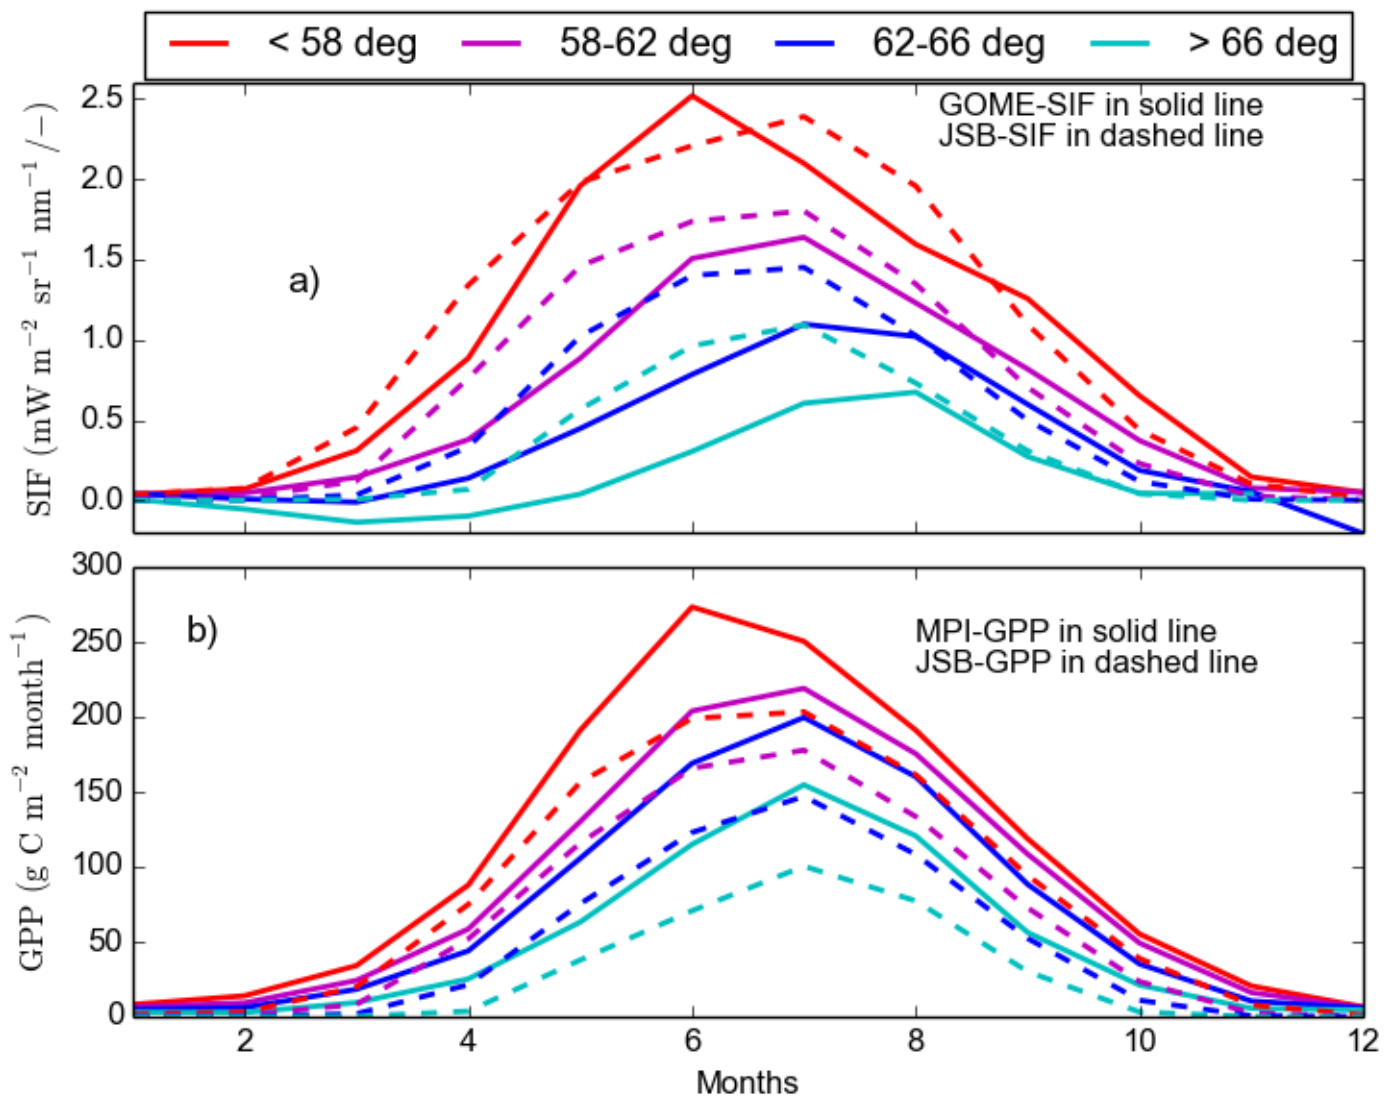 < 58 deg 58-62 deg 62-66 deg > 66 deg
GOME-SIF in solid line
JSB-SIF in dashed line
a)
SIF (mW m⁻² sr⁻¹ nm⁻¹/−)
2.5
2.0
1.5
1.0
0.5
0.0
b)
MPI-GPP in solid line
JSB-GPP in dashed line
GPP (g C m⁻² month⁻¹)
300
250
200
150
100
50
0
2 4 6 8 10 12
Months